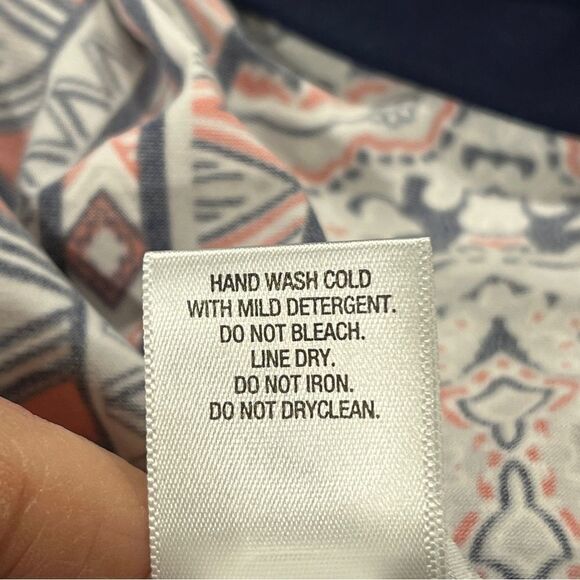 HAND WASH COLD
WITH MILD DETERGENT.
DO NOT BLEACH.
LINE DRY.
DO NOT IRON.
DO NOT DRYCLEAN.